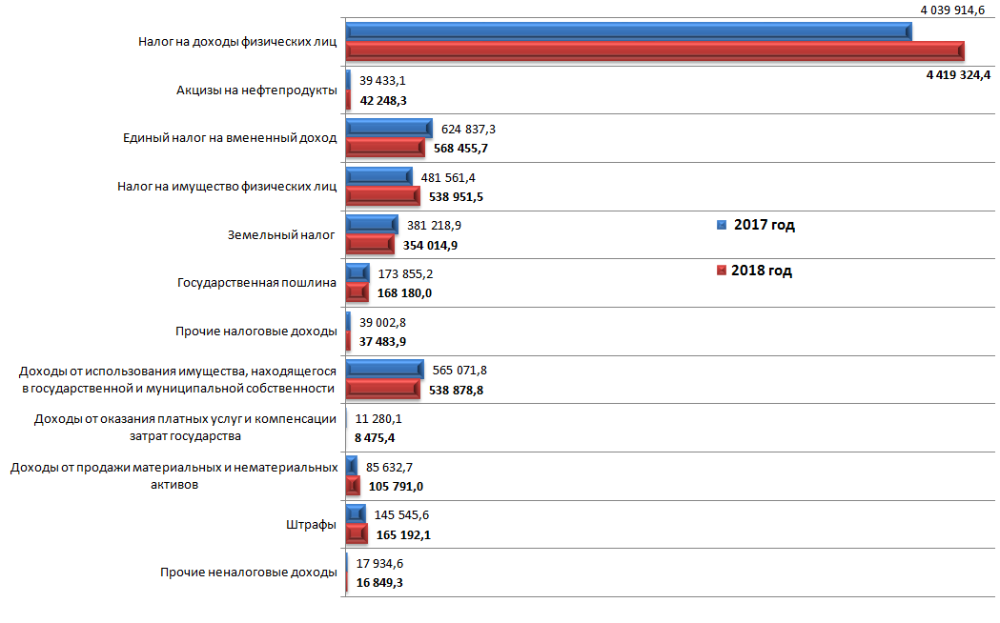 4 039 914,6
Налог на доходы физических лиц
4 419 324,4
39 433,1
Акцизы на нефтепродукты
42 248,3
624 837,3
Единый налог на вмененный доход
568 455,7
481 561,4
Налог на имущество физических лиц
538 951,5
381 218,9
2017 год
Земельный налог
354 014,9
173 855,2
2018 год
Государственная пошлина
168 180,0
39 002,8
Прочие налоговые доходы
37 483,9
Доходы от использования имущества, находящегося
565 071,8
в государственной и муниципальной собственности
538 878,8
Доходы от оказания платных услуг и компенсации
11 280,1
затрат государства
8 475,4
Доходы от продажи материальных и нематериальных
85 632,7
активов
105 791,0
145 545,6
Штрафы
165 192,1
17 934,6
Прочие неналоговые доходы
16 849,3